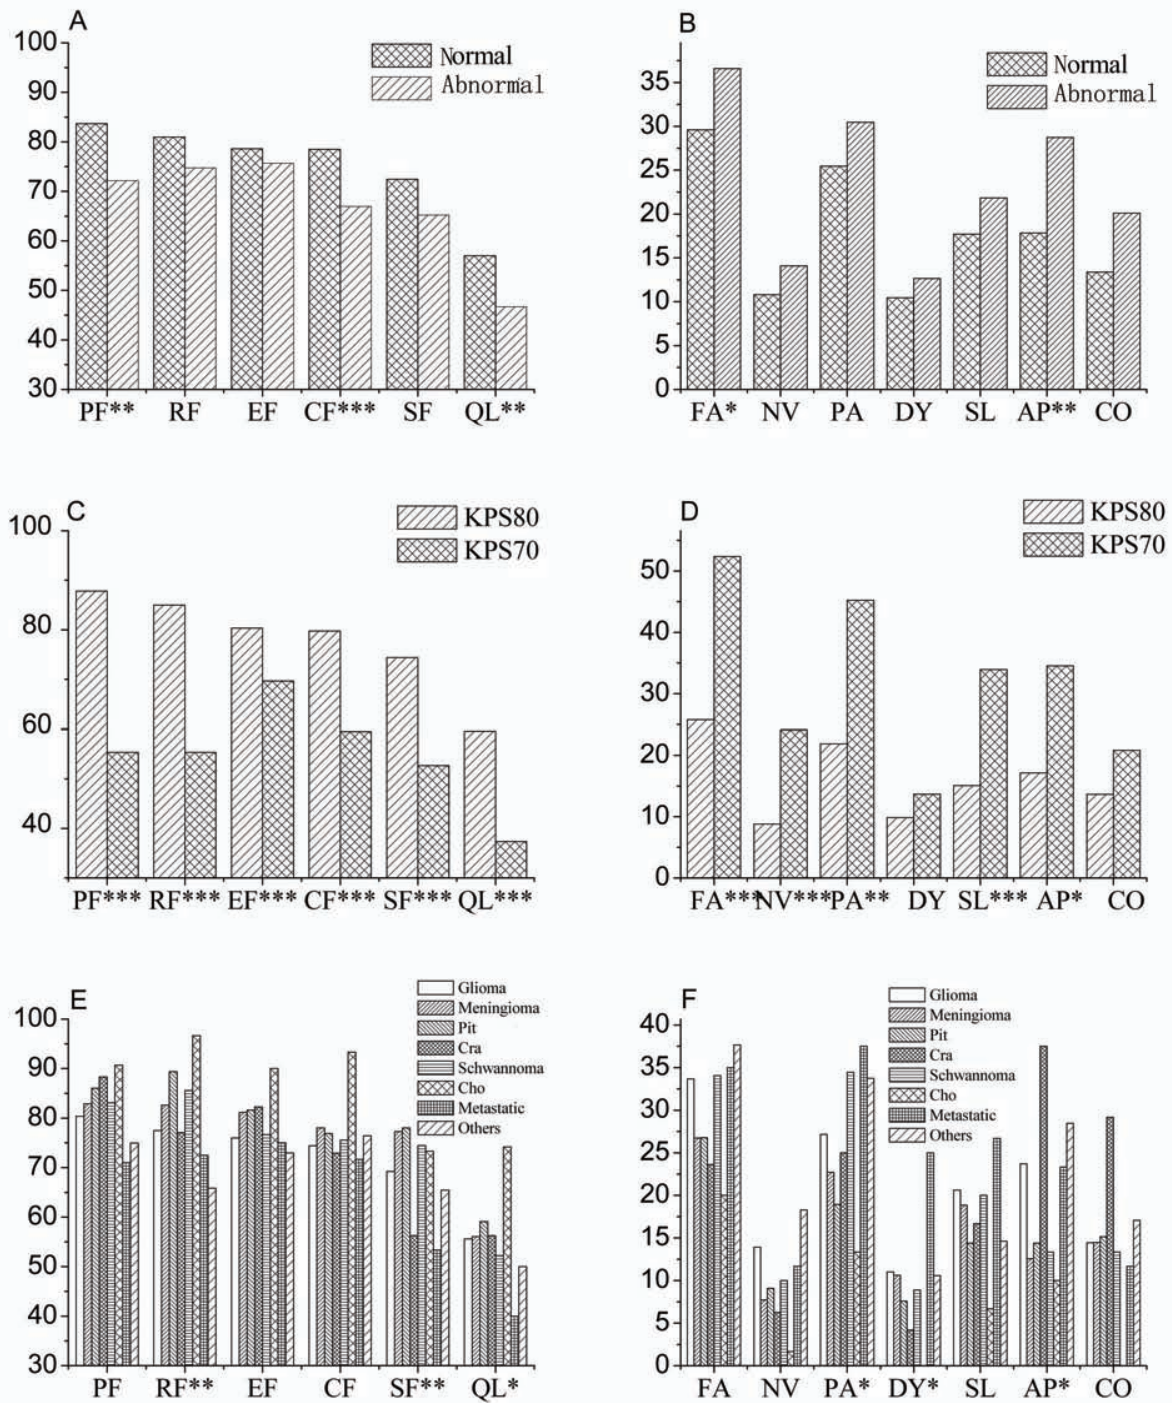 A
100
90
80
70
60
50
40
30
Normal
Abnormal
PF** RF EF CF*** SF QL**
B
35
30
25
20
15
10
5
0
Normal
Abnormal
FA* NV PA DY SL AP** CO
C
100
80
60
40
KPS80
KPS70
PF*** RF*** EF*** CF*** SF*** QL***
D
50
40
30
20
10
0
KPS80
KPS70
FA*** NV*** PA** DY SL*** AP* CO
E
100
90
80
70
60
50
40
30
Glioma
Meningioma
Pit
Cra
Schwannoma
Cho
Metastatic
Others
PF RF** EF CF SF** QL*
F
40
35
30
25
20
15
10
5
0
Glioma
Meningioma
Pit
Cra
Schwannoma
Cho
Metastatic
Others
FA NV PA* DY* SL AP* CO